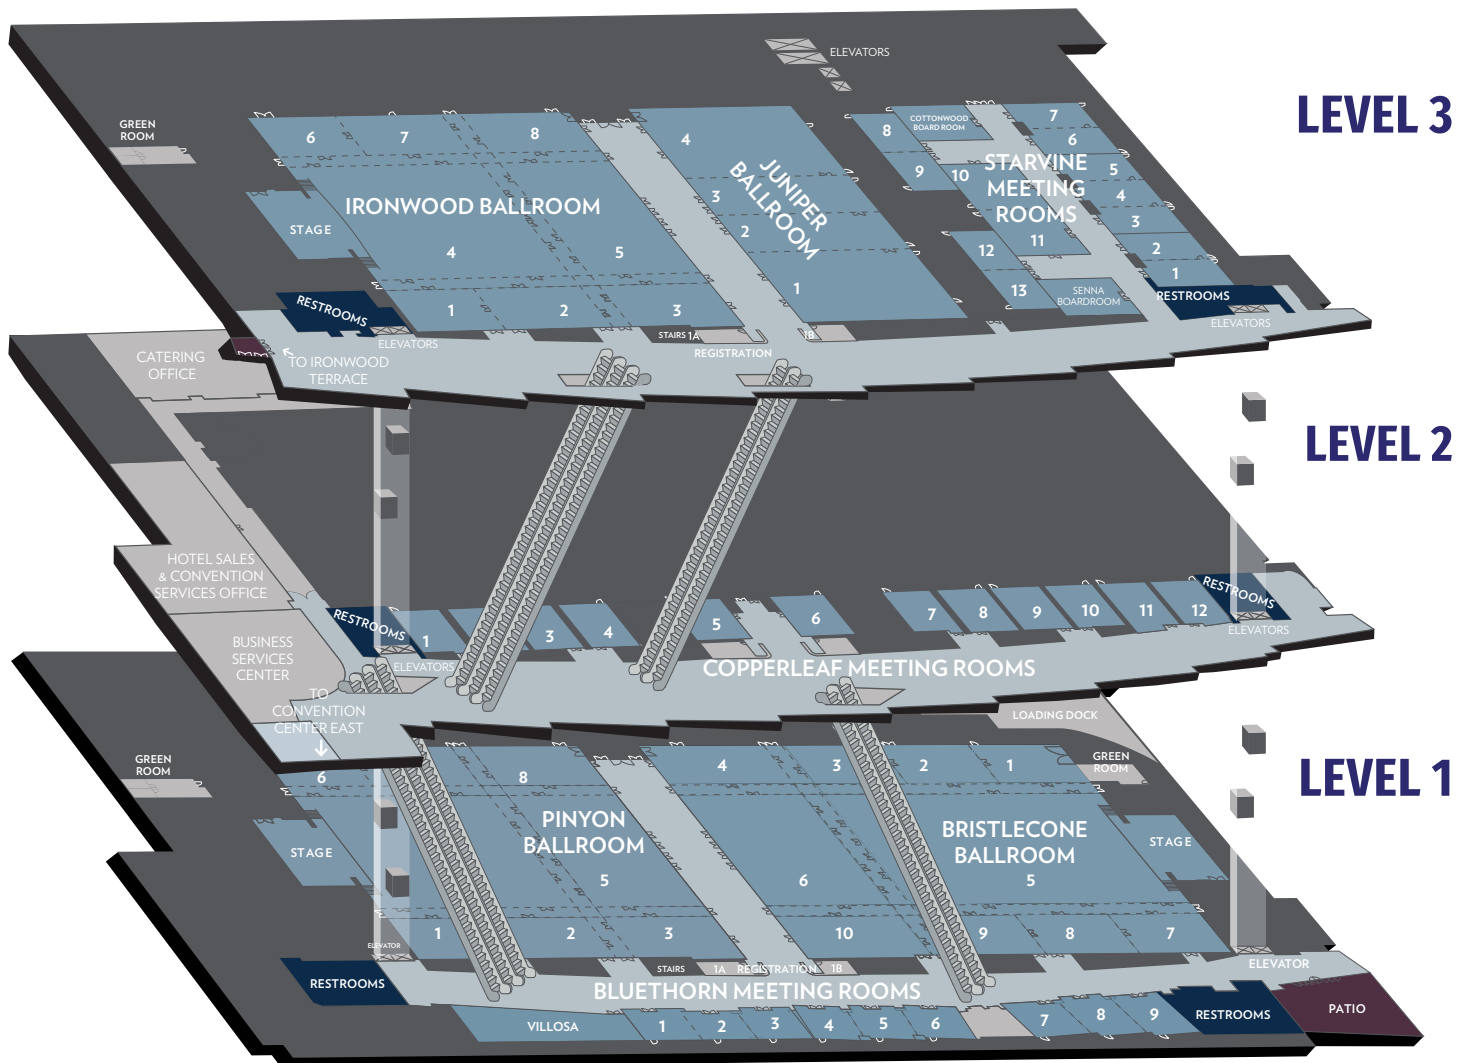 ELEVATORS
LEVEL 3
GREEN
ROOM
6
7
8
4
8
COTTONWOOD
BOARD ROOM
7
6
JUNIPER
BALLROOM
STARVINE
MEETING
ROOMS
9
10
5
4
3
3
2
IRONWOOD BALLROOM
STAGE
4
5
11
12
2
1
1
13
SENNA
BOARDROOM
RESTROOMS
ELEVATORS
RESTROOMS
1
2
3
ELEVATORS
STAIRS 1A
1B
REGISTRATION
TO IRONWOOD
TERRACE
CATERING
OFFICE
LEVEL 2
HOTEL SALES
& CONVENTION
SERVICES OFFICE
RESTROOMS
1
3
4
5
6
7
8
9
10
11
12
RESTROOMS
ELEVATORS
ELEVATORS
COPPERLEAF MEETING ROOMS
BUSINESS
SERVICES
CENTER
TO
CONVENTION
CENTER EAST
LOADING DOCK
LEVEL 1
GREEN
ROOM
GREEN
ROOM
6
8
4
3
2
1
PINYON
BALLROOM
BRISTLECONE
BALLROOM
STAGE
STAGE
5
6
5
1
2
3
10
9
8
7
ELEVATOR
ELEVATOR
STAIRS
1A
REGISTRATION
1B
RESTROOMS
BLUETHORN MEETING ROOMS
VILLOSA
1
2
3
4
5
6
7
8
9
RESTROOMS
PATIO